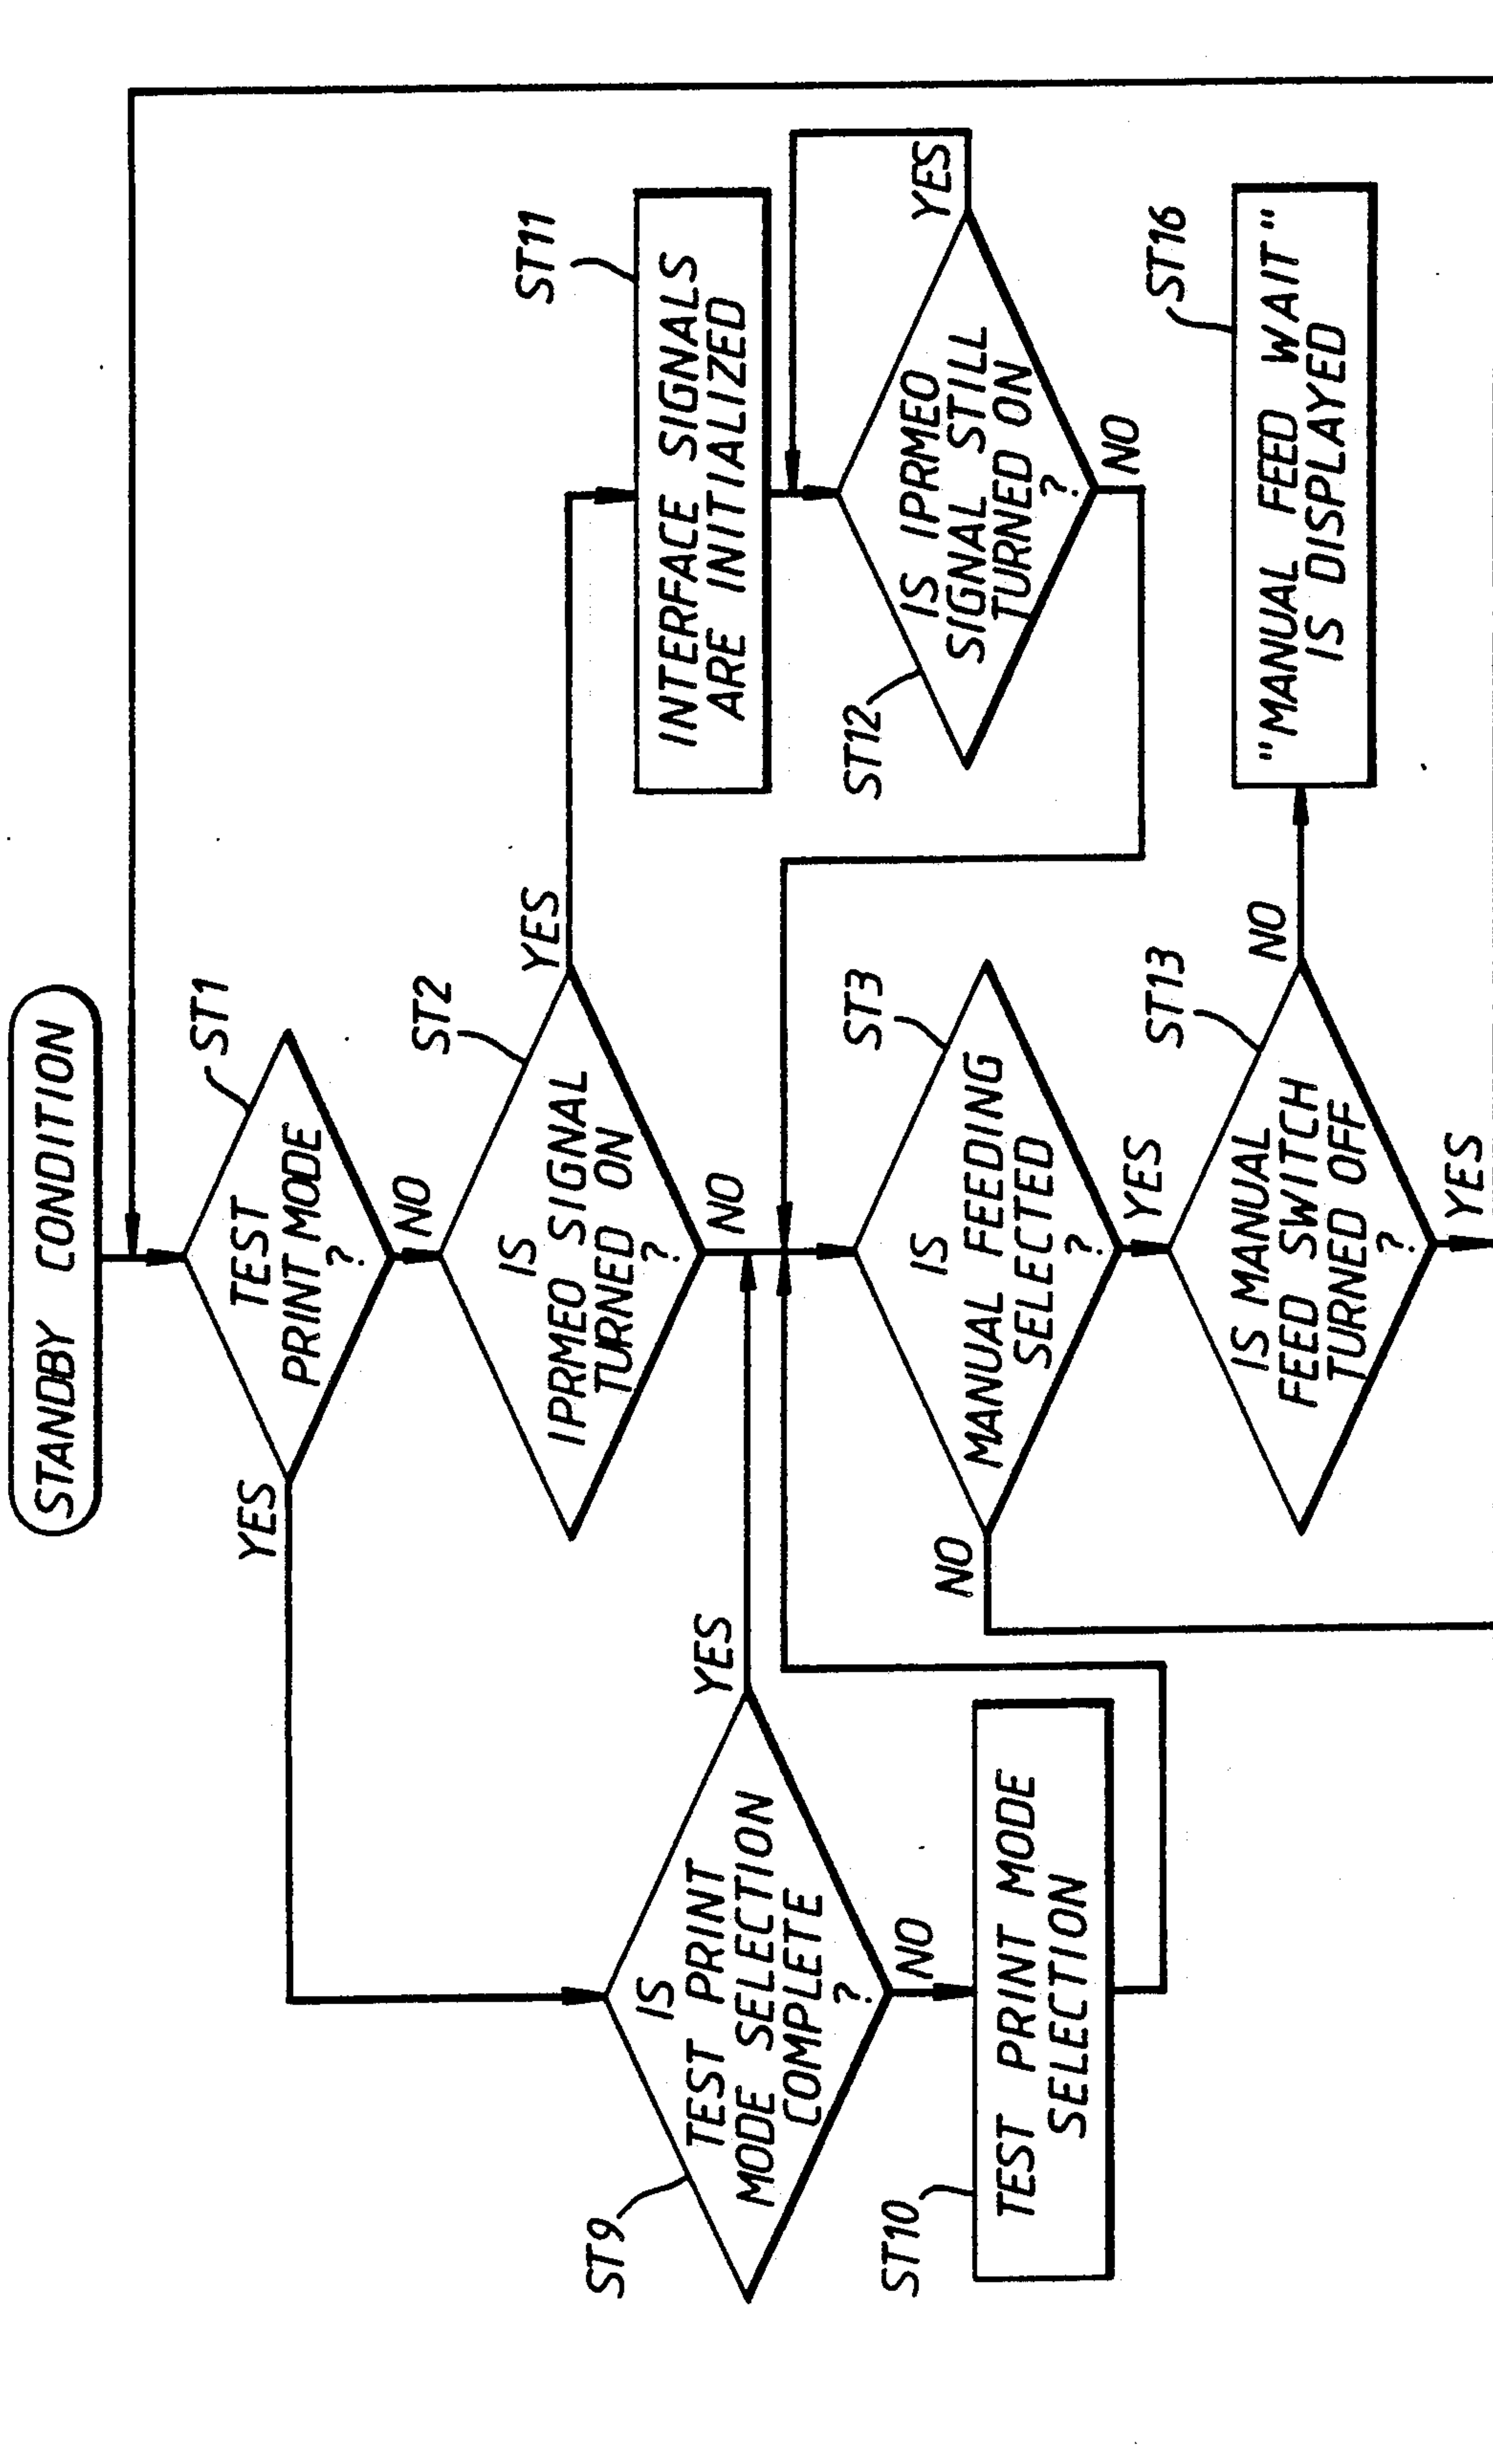 STANDBY CONDITION
ST1
TEST
PRINT MODE
?
YES
NO
ST2
IS
IPRMEO SIGNAL
TURNED ON
?
YES
NO
ST11
INTERFACE SIGNALS
ARE INITIALIZED
ST12
IS IPRMEO
SIGNAL STILL
TURNED ON
?
YES
NO
ST9
IS
TEST PRINT
MODE SELECTION
COMPLETE
?
YES
NO
ST10
TEST PRINT MODE
SELECTION
ST3
IS
MANUAL FEEDING
SELECTED
?
NO
YES
ST13
IS MANUAL
FEED SWITCH
TURNED OFF
?
NO
YES
ST16
"MANUAL FEED WAIT"
IS DISPLAYED